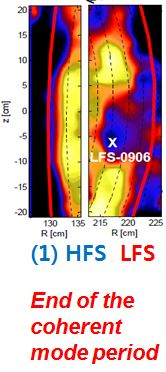 20
15
10
5
z [cm]
0
-5
-10
-15
-20
X
LFS-0906
130 135 215 220 225
R [cm] R [cm]
(1) HFS LFS
End of the
coherent
mode period